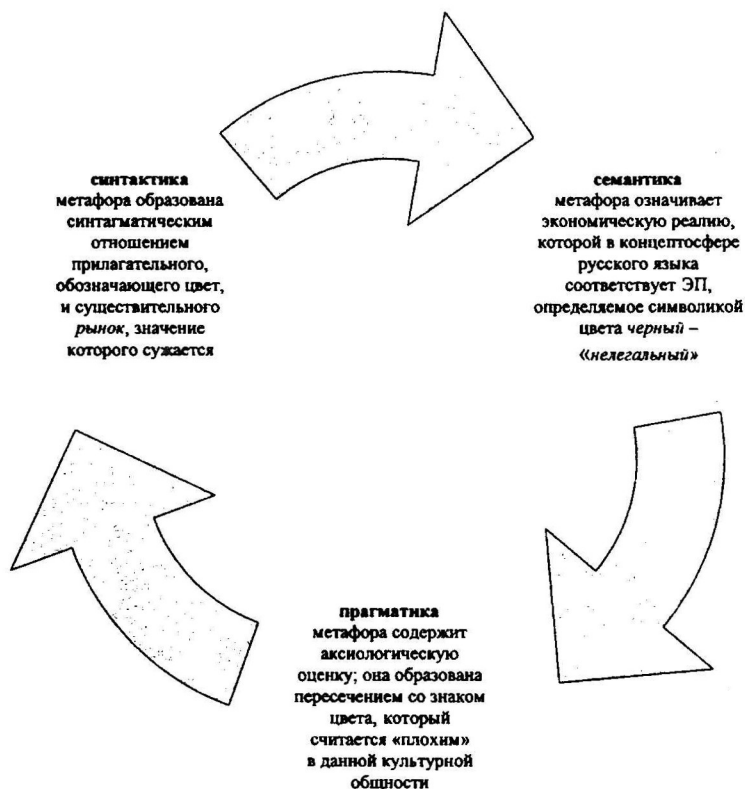 синтактика
метафора образована
синтагматическим
отношением
прилагательного,
обозначающего цвет,
и существительного
рынок, значение
которого сужается
семантика
метафора означивает
экономическую реалию,
которой в концептосфере
русского языка
соответствует ЭП,
определяемое символикой
цвета черный –
«нелегальный»
прагматика
метафора содержит
аксиологическую
оценку; она образована
пересечением со знаком
цвета, который
считается «плохим»
в данной культурной
общности